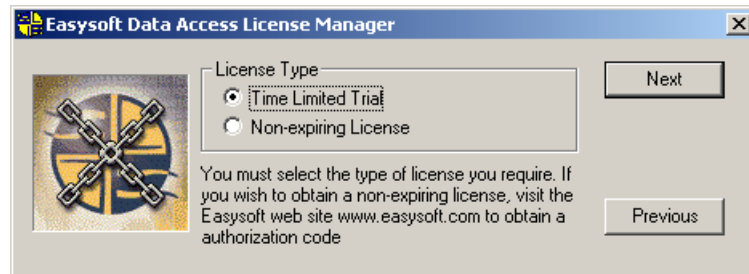 Easysoft Data Access License Manager
License Type
Time Limited Trial
Non-expiring License
You must select the type of license you require. If
you wish to obtain a non-expiring license, visit the
Easysoft web site www.easysoft.com to obtain a
authorization code
Next
Previous